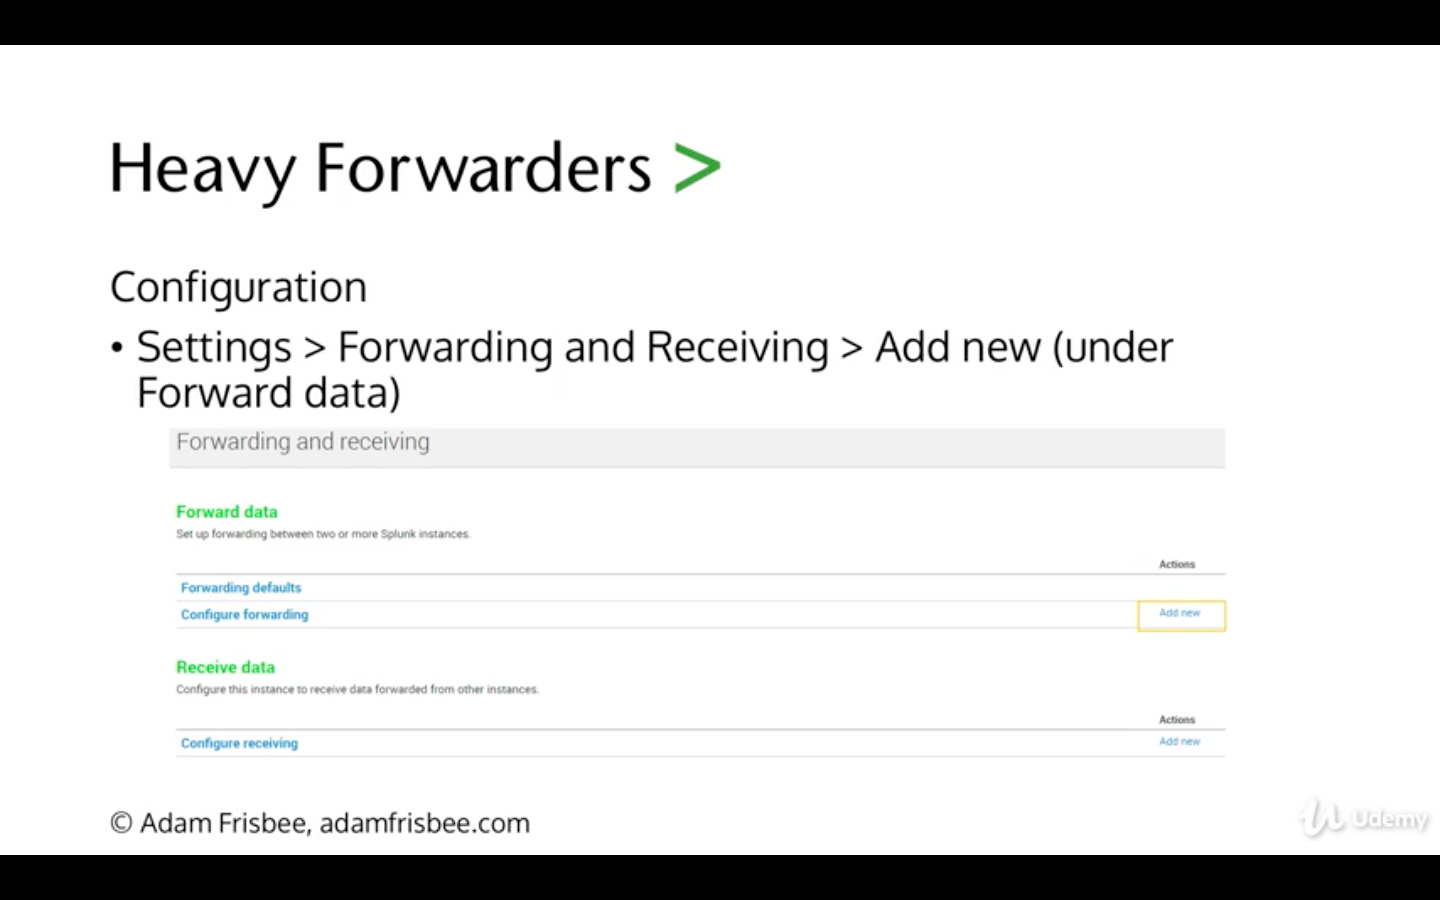 Heavy Forwarders >
Configuration
• Settings > Forwarding and Receiving > Add new (under
Forward data)
Forwarding and receiving
Forward data
Set up forwarding between two or more Splunk instances.
Actions
Forwarding defaults
Configure forwarding Add new
Receive data
Configure this instance to receive data forwarded from other instances.
Actions
Configure receiving Add new
© Adam Frisbee, adamfrisbee.com
Udemy